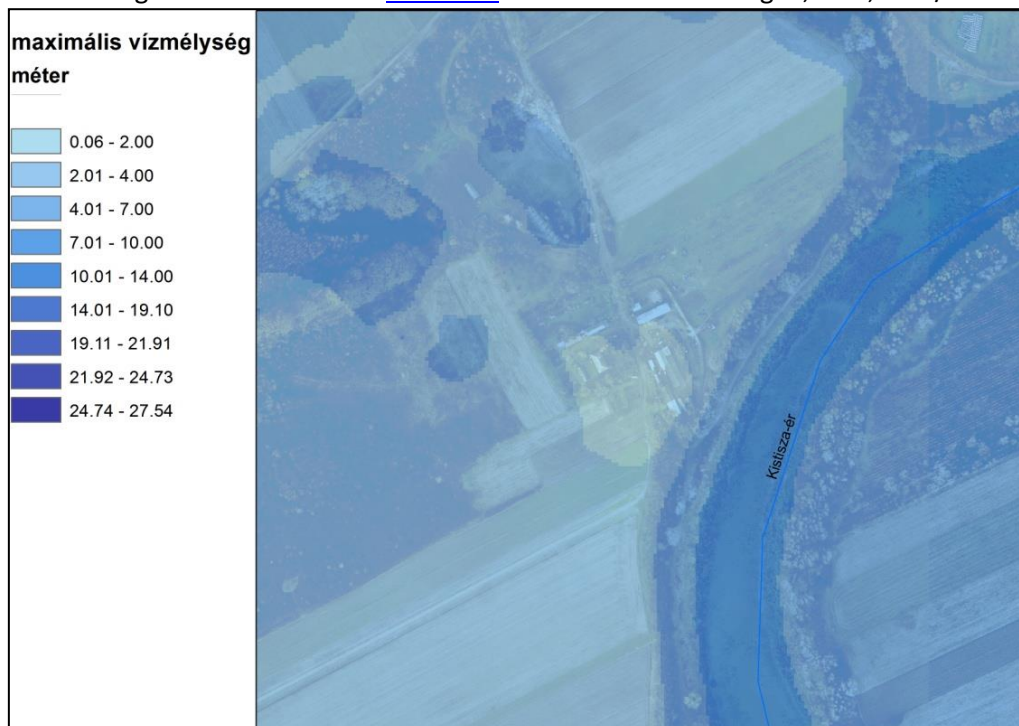 maximális vízmélység
méter
0.06 - 2.00
2.01 - 4.00
4.01 - 7.00
7.01 - 10.00
10.01 - 14.00
14.01 - 19.10
19.11 - 21.91
21.92 - 24.73
24.74 - 27.54
Kistisza-ér